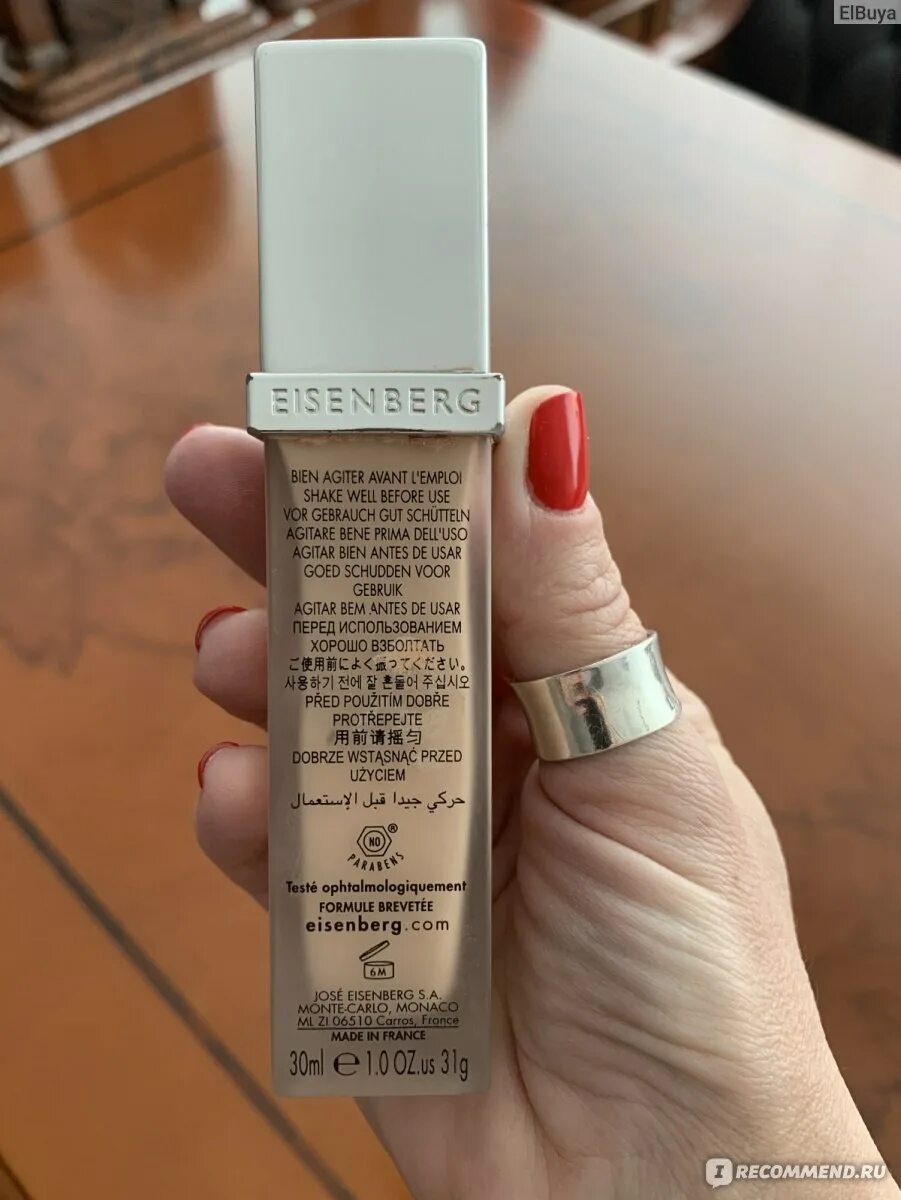 ElBuya
EISENBERG
BIEN AGITER AVANT L'EMPLOI
SHAKE WELL BEFORE USE
VOR GEBRAUCH GUT SCHÜTTELN
AGITARE BENE PRIMA DELL'USO
AGITAR BIEN ANTES DE USAR
GOED SCHUDDEN VOOR
GEBRUIK
AGITAR BEM ANTES DE USAR
ПЕРЕД ИСПОЛЬЗОВАНИЕМ
ХОРОШО ВЗБОЛТАТЬ
ご使用前によく振ってください。
사용하기 전에 잘 흔들어 주십시오
PŘED POUŽITÍM DOBŘE
PROTŘEPEJTE
用前请摇匀
DOBRZE WSTĄSNĄĆ PRZED
UŻYCIEM
حركي جيدا قبل الإستعمال
NO
PARABENS®
Testé ophtalmologiquement
FORMULE BREVETÉE
eisenberg.com
6M
JOSÉ EISENBERG S.A.
MONTE-CARLO, MONACO
ML ZI 06510 Carros, France
MADE IN FRANCE
30ml e 1.0 OZ.us 31g
IRECOMMEND.RU